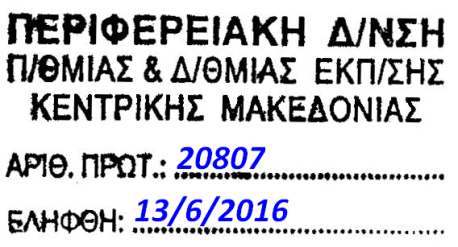 ΠΕΡΙΦΕΡΕΙΑΚΗ Δ/ΝΣΗ
Π/ΘΜΙΑΣ & Δ/ΘΜΙΑΣ ΕΚΠ/ΣΗΣ
ΚΕΝΤΡΙΚΗΣ ΜΑΚΕΔΟΝΙΑΣ
ΑΡΙΘ. ΠΡΩΤ.: 20807
ΕΛΗΦΘΗ: 13/6/2016